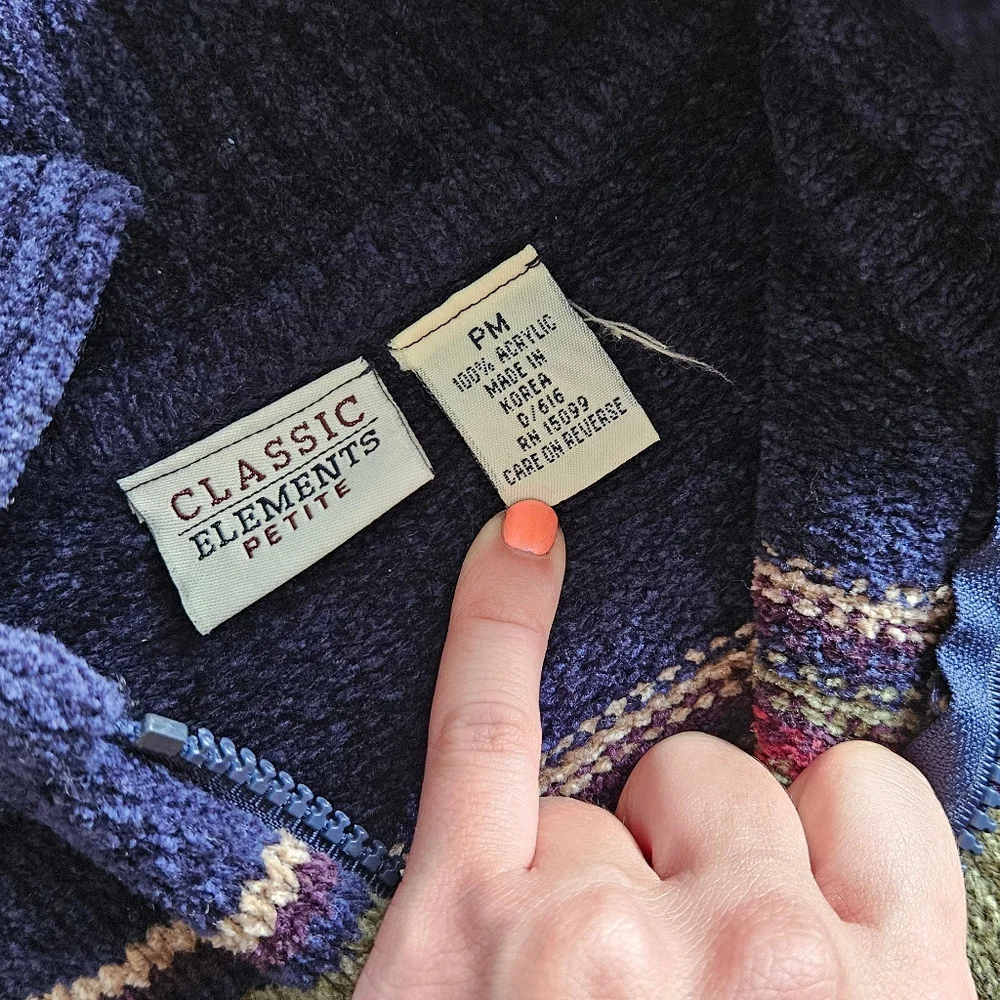 CLASSIC
ELEMENTS
PETITE
PM
100% ACRYLIC
MADE IN
KOREA
D/616
RN 15099
CARE ON REVERSE